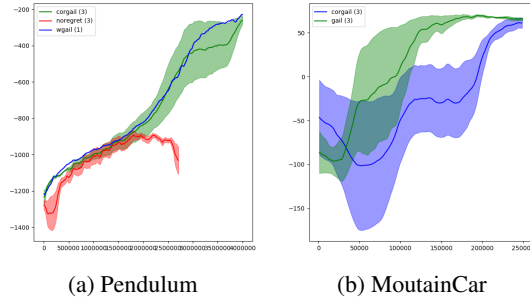 corgail (3)
noregret (3)
wgail (1)
−200
−400
−600
−800
−1000
−1200
−1400
0 500000 1000000 1500000 2000000 2500000 3000000 3500000 4000000
(a) Pendulum
corgail (3)
gail (3)
50
0
−50
−100
−150
0 50000 100000 150000 200000 250000
(b) MoutainCar